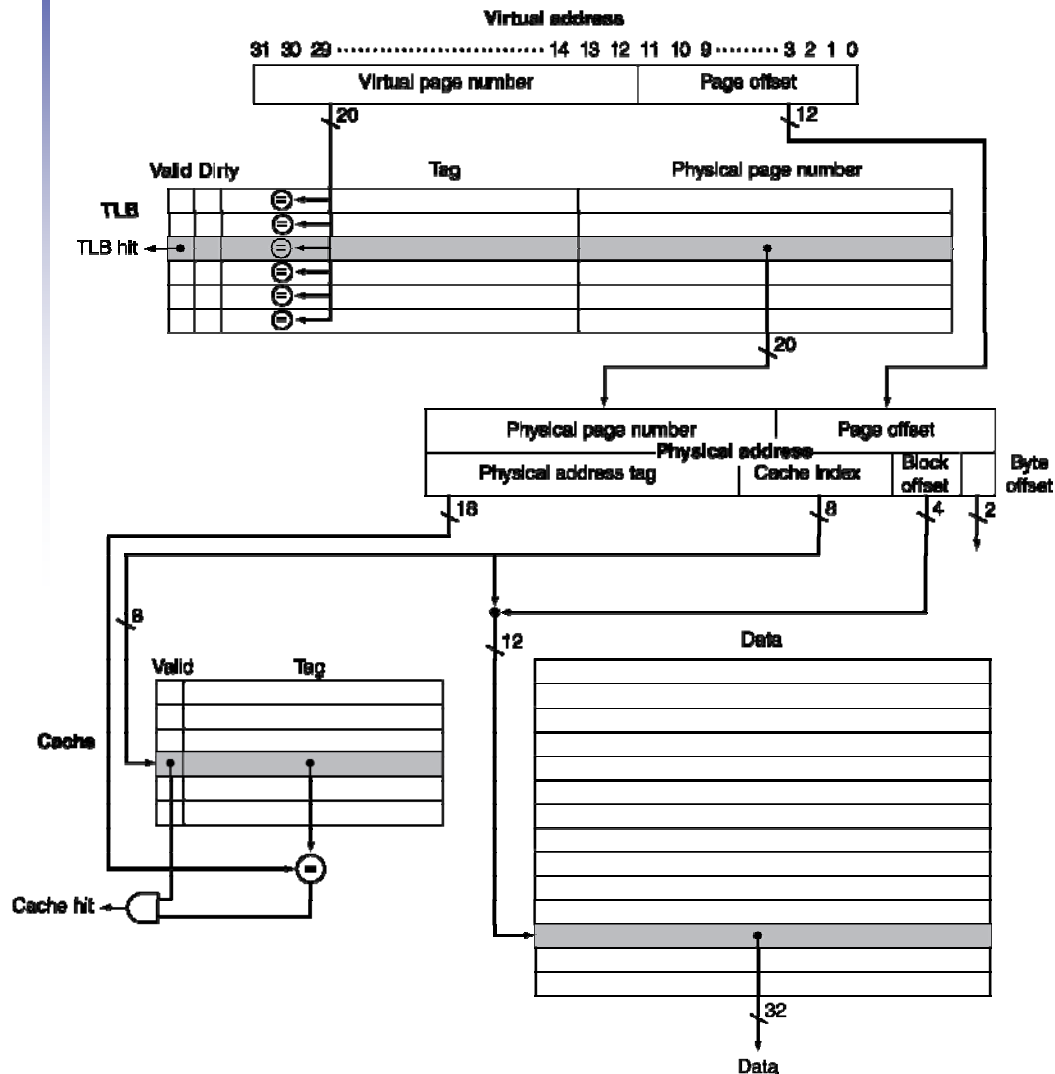 Virtual address
31 30 29 ··················· 14 13 12 11 10 9 ········· 3 2 1 0
Virtual page number Page offset
20 12
Valid Dirty Tag Physical page number
TLB
=
=
TLB hit =
=
=
=
20
Physical page number Page offset
Physical address
Physical address tag Cache index Block offset Byte offset
18 8 4 2
8
12
Data
Valid Tag
Cache
=
Cache hit
32
Data